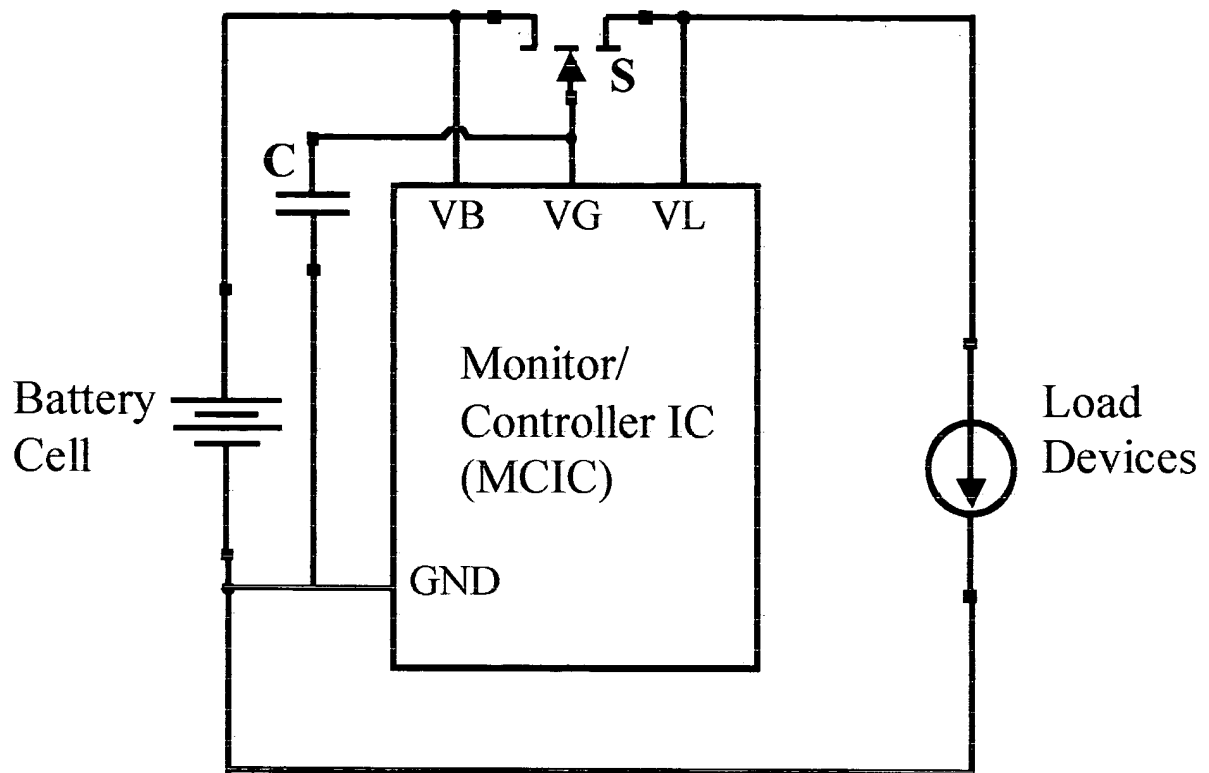 S
C
VB VG VL
Monitor/
Controller IC
(MCIC)
Battery
Cell
Load
Devices
GND